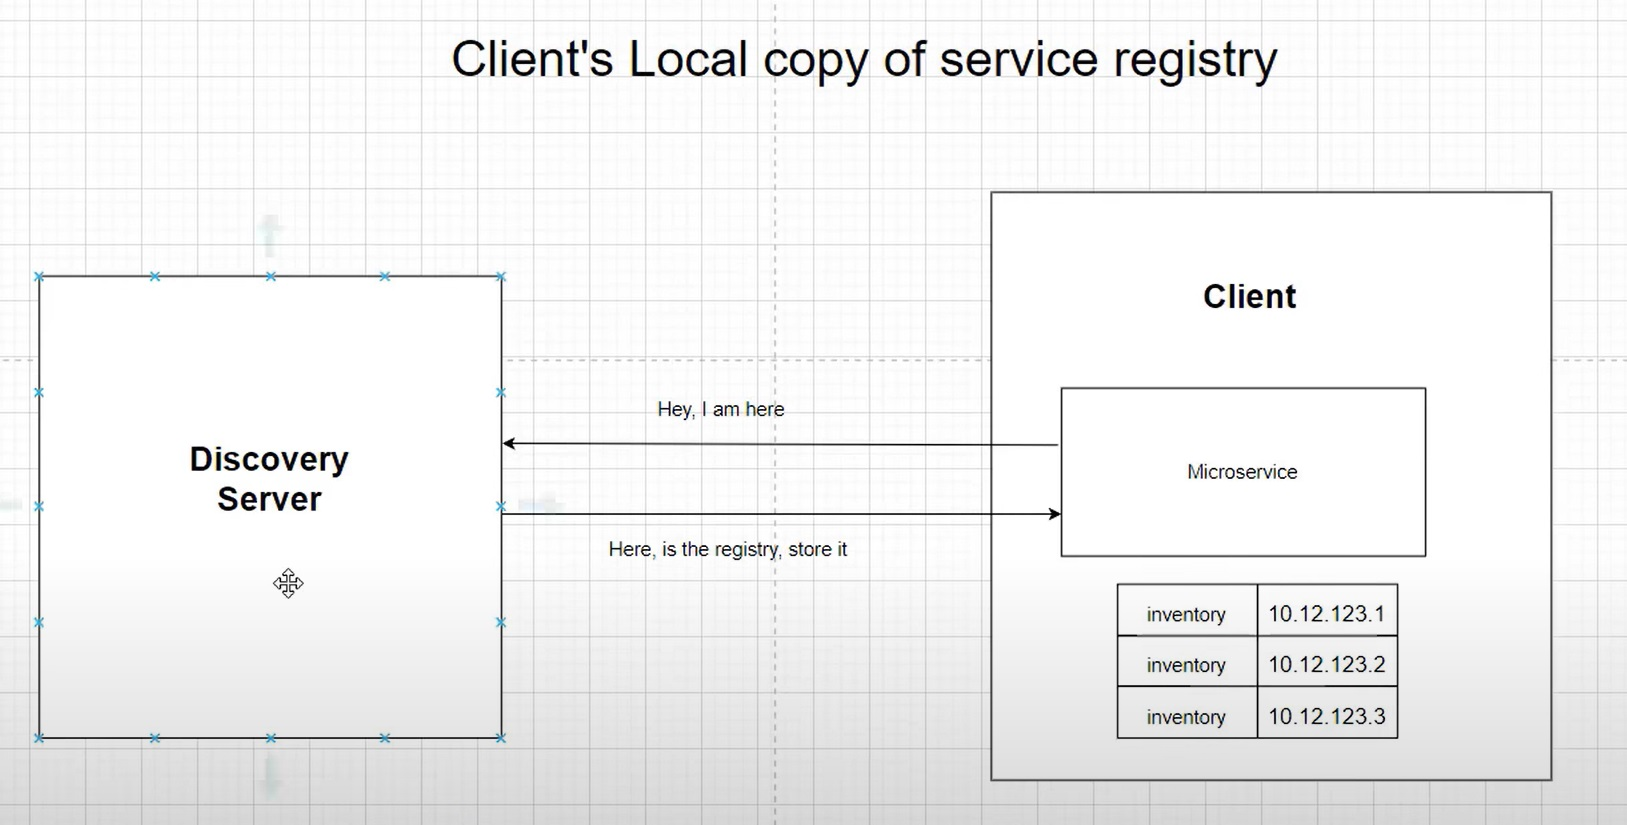 Client's Local copy of service registry
Client
Hey, I am here
Discovery
Server
Microservice
Here, is the registry, store it
inventory 10.12.123.1
inventory 10.12.123.2
inventory 10.12.123.3